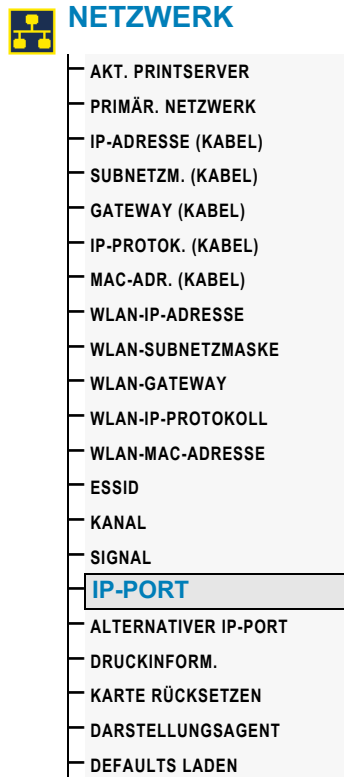 NETZWERK
AKT. PRINTSERVER
PRIMÄR. NETZWERK
IP-ADRESSE (KABEL)
SUBNETZM. (KABEL)
GATEWAY (KABEL)
IP-PROTOK. (KABEL)
MAC-ADR. (KABEL)
WLAN-IP-ADRESSE
WLAN-SUBNETZMASKE
WLAN-GATEWAY
WLAN-IP-PROTOKOLL
WLAN-MAC-ADRESSE
ESSID
KANAL
SIGNAL
IP-PORT
ALTERNATIVER IP-PORT
DRUCKINFORM.
KARTE RÜCKSETZEN
DARSTELLUNGSAGENT
DEFAULTS LADEN